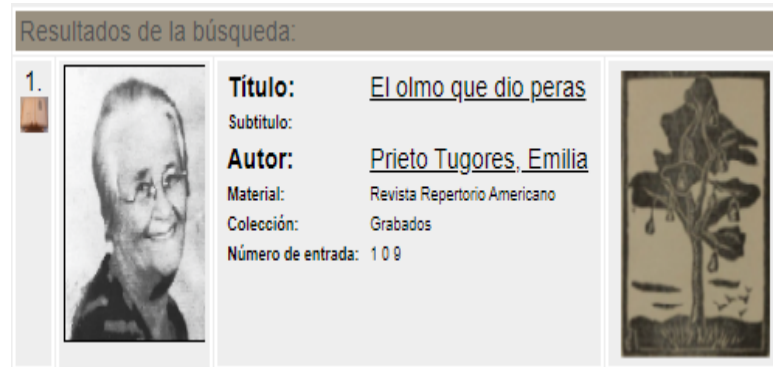 Resultados de la búsqueda:
1.
Título: El olmo que dio peras
Subtitulo:
Autor: Prieto Tugores, Emilia
Material: Revista Repertorio Americano
Colección: Grabados
Número de entrada: 1 0 9